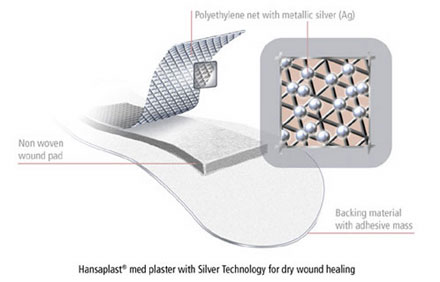 Polyethylene net with metallic silver (Ag)
Non woven
wound pad
Backing material
with adhesive mass
Hansaplast® med plaster with Silver Technology for dry wound healing